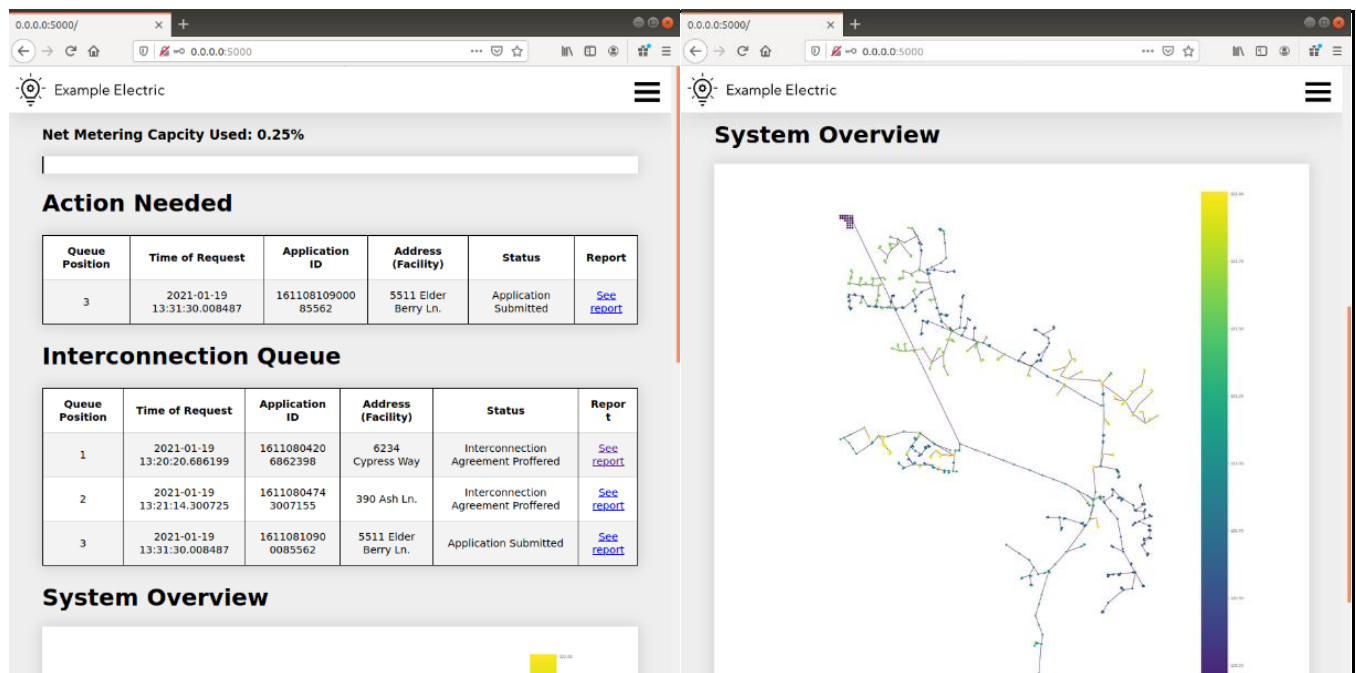 0.0.0.0:5000/
0.0.0.0:5000
Example Electric
Net Metering Capcity Used: 0.25%
Action Needed
Queue Position Time of Request Application ID Address (Facility) Status Report
3 2021-01-19 13:31:30.008487 161108109000 85562 5511 Elder Berry Ln. Application Submitted See report
Interconnection Queue
Queue Position Time of Request Application ID Address (Facility) Status Repor t
1 2021-01-19 13:20:20.686199 1611080420 6862398 6234 Cypress Way Interconnection Agreement Proffered See report
2 2021-01-19 13:21:14.300725 1611080474 3007155 390 Ash Ln. Interconnection Agreement Proffered See report
3 2021-01-19 13:31:30.008487 1611081090 0085562 5511 Elder Berry Ln. Application Submitted See report
System Overview
0.0.0.0:5000/
0.0.0.0:5000
Example Electric
System Overview